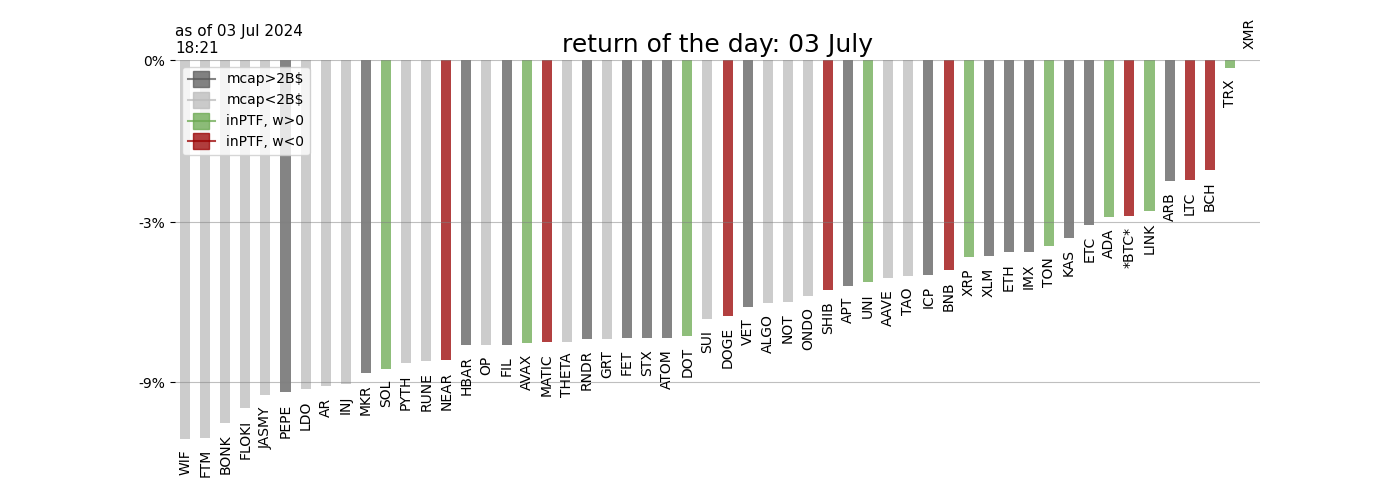 as of 03 Jul 2024
18:21
return of the day: 03 July
XMR
0%
mcap>2B$
mcap<2B$
inPTF, w>0
inPTF, w<0
-3%
-9%
WIF
FTM
BONK
FLOKI
JASMY
PEPE
LDO
AR
INJ
MKR
SOL
PYTH
RUNE
NEAR
HBAR
OP
FIL
AVAX
MATIC
THETA
RNDR
GRT
FET
STX
ATOM
DOT
SUI
DOGE
VET
ALGO
NOT
ONDO
SHIB
APT
UNI
AAVE
TAO
ICP
BNB
XRP
XLM
ETH
IMX
TON
KAS
ETC
ADA
*BTC*
LINK
ARB
LTC
BCH
TRX